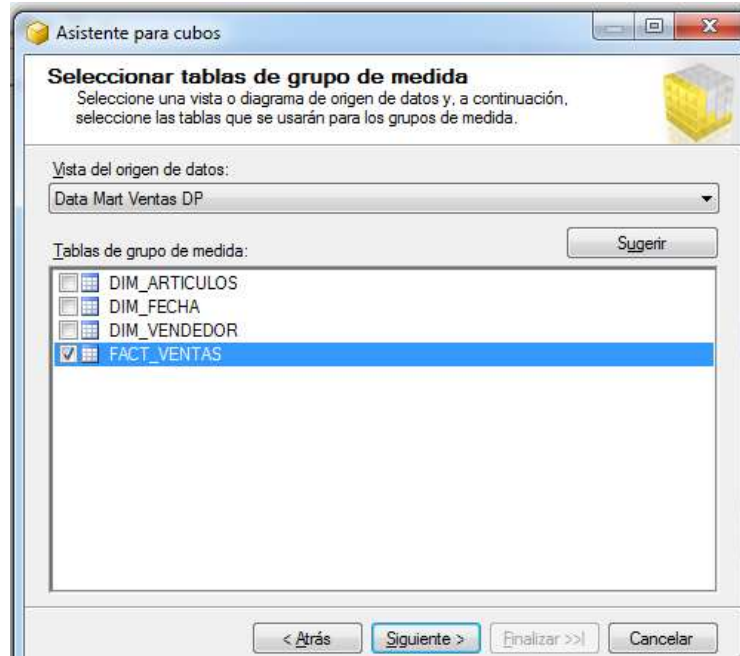 Asistente para cubos
Seleccionar tablas de grupo de medida
Seleccione una vista o diagrama de origen de datos y, a continuación,
seleccione las tablas que se usarán para los grupos de medida.
Vista del origen de datos:
Data Mart Ventas DP
Tablas de grupo de medida:
Sugerir
DIM_ARTICULOS
DIM_FECHA
DIM_VENDEDOR
FACT_VENTAS
< Atrás
Siguiente >
Finalizar >>|
Cancelar